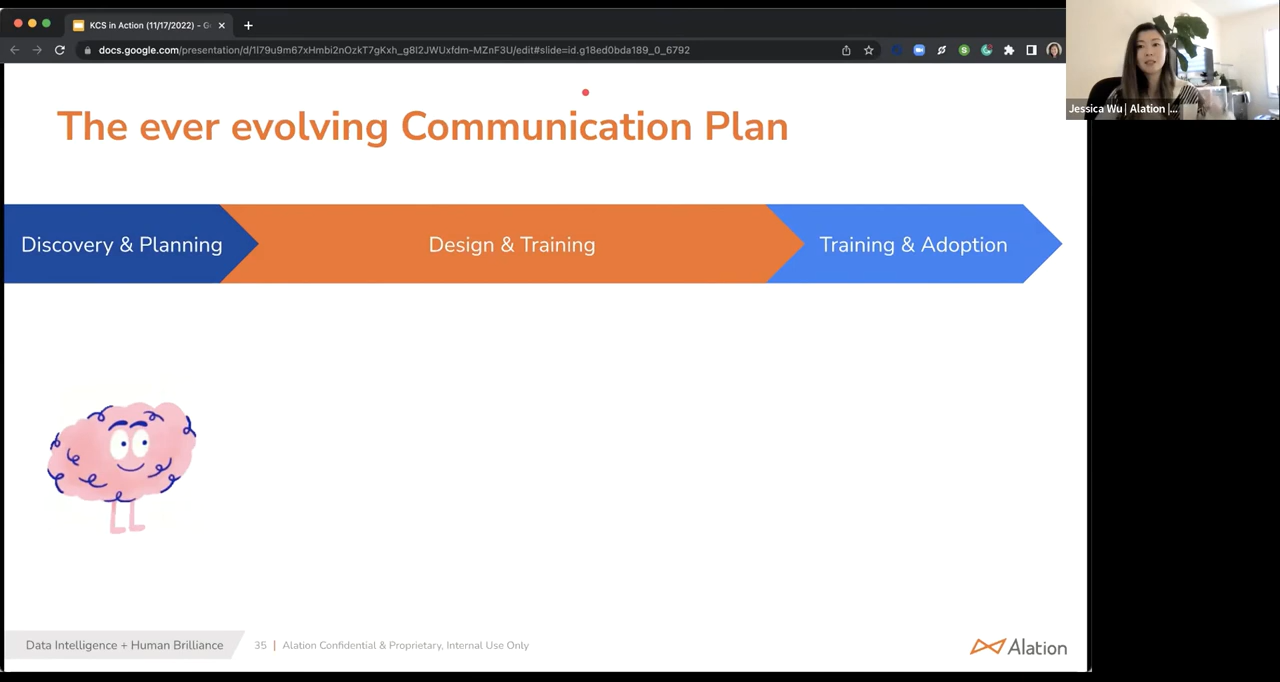 KCS in Action (11/17/2022) - G
docs.google.com/presentation/d/1I79u9m67xHmbi2nOzkT7gKxh_g8I2JWUxfdm-MZnF3U/edit#slide=id.g18ed0bda189_0_6792
Jessica Wu | Alation |...
The ever evolving Communication Plan
Discovery & Planning
Design & Training
Training & Adoption
Data Intelligence + Human Brilliance
35 | Alation Confidential & Proprietary, Internal Use Only
Alation